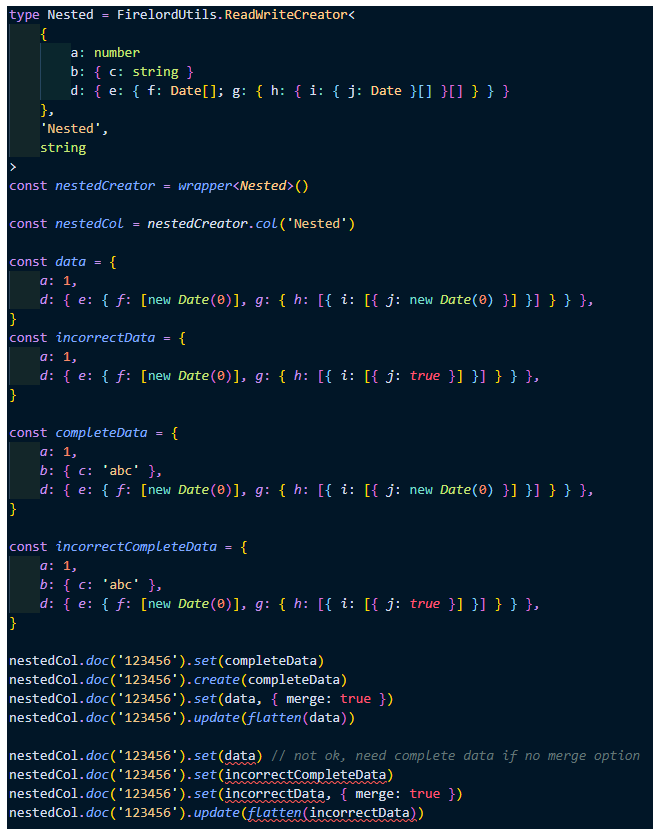 type Nested = FirelordUtils.ReadWriteCreator<
{
a: number
b: { c: string }
d: { e: { f: Date[]; g: { h: { i: { j: Date }[] }[] } } }
},
'Nested',
string
>
const nestedCreator = wrapper<Nested>()
const nestedCol = nestedCreator.col('Nested')
const data = {
a: 1,
d: { e: { f: [new Date(0)], g: { h: [{ i: [{ j: new Date(0) }] }] } } },
}
const incorrectData = {
a: 1,
d: { e: { f: [new Date(0)], g: { h: [{ i: [{ j: true }] }] } } },
}
const completeData = {
a: 1,
b: { c: 'abc' },
d: { e: { f: [new Date(0)], g: { h: [{ i: [{ j: new Date(0) }] }] } } },
}
const incorrectCompleteData = {
a: 1,
b: { c: 'abc' },
d: { e: { f: [new Date(0)], g: { h: [{ i: [{ j: true }] }] } } },
}
nestedCol.doc('123456').set(completeData)
nestedCol.doc('123456').create(completeData)
nestedCol.doc('123456').set(data, { merge: true })
nestedCol.doc('123456').update(flatten(data))
nestedCol.doc('123456').set(data) // not ok, need complete data if no merge option
nestedCol.doc('123456').set(incorrectCompleteData)
nestedCol.doc('123456').set(incorrectData, { merge: true })
nestedCol.doc('123456').update(flatten(incorrectData))